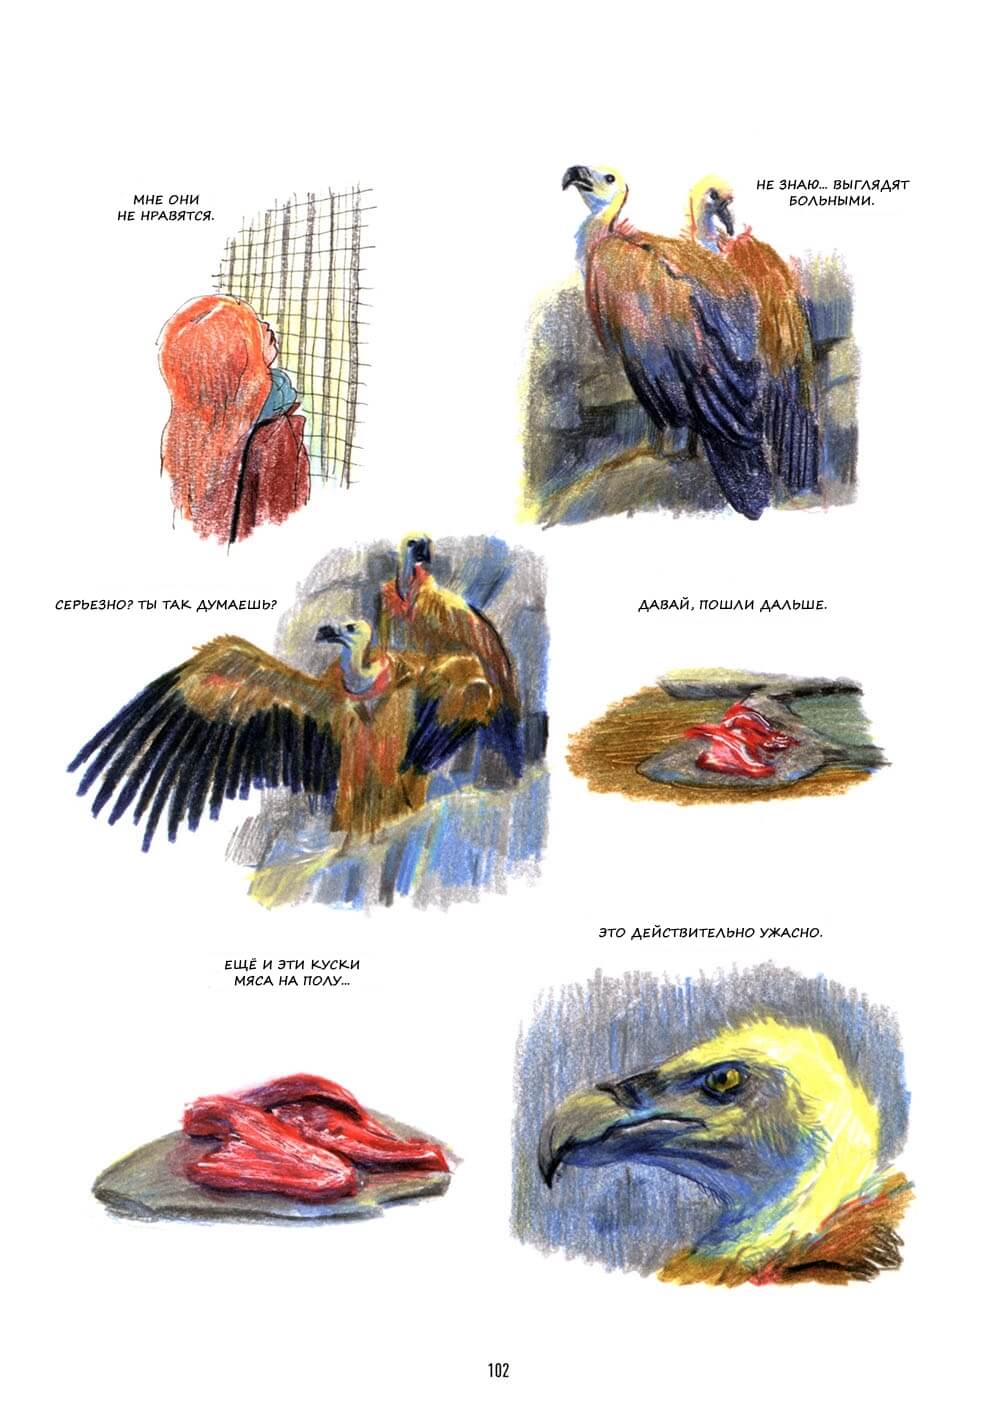 МНЕ ОНИ
НЕ НРАВЯТСЯ.
НЕ ЗНАЮ... ВЫГЛЯДЯТ
БОЛЬНЫМИ.
СЕРЬЕЗНО? ТЫ ТАК ДУМАЕШЬ?
ДАВАЙ, ПОШЛИ ДАЛЬШЕ.
ЕЩЁ И ЭТИ КУСКИ
МЯСА НА ПОЛУ...
ЭТО ДЕЙСТВИТЕЛЬНО УЖАСНО.
102